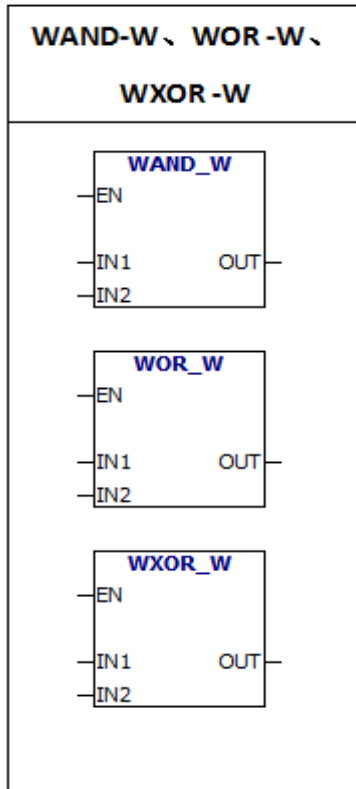 WAND-W、WOR-W、
WXOR-W
WAND_W
EN
IN1 OUT
IN2
WOR_W
EN
IN1 OUT
IN2
WXOR_W
EN
IN1 OUT
IN2